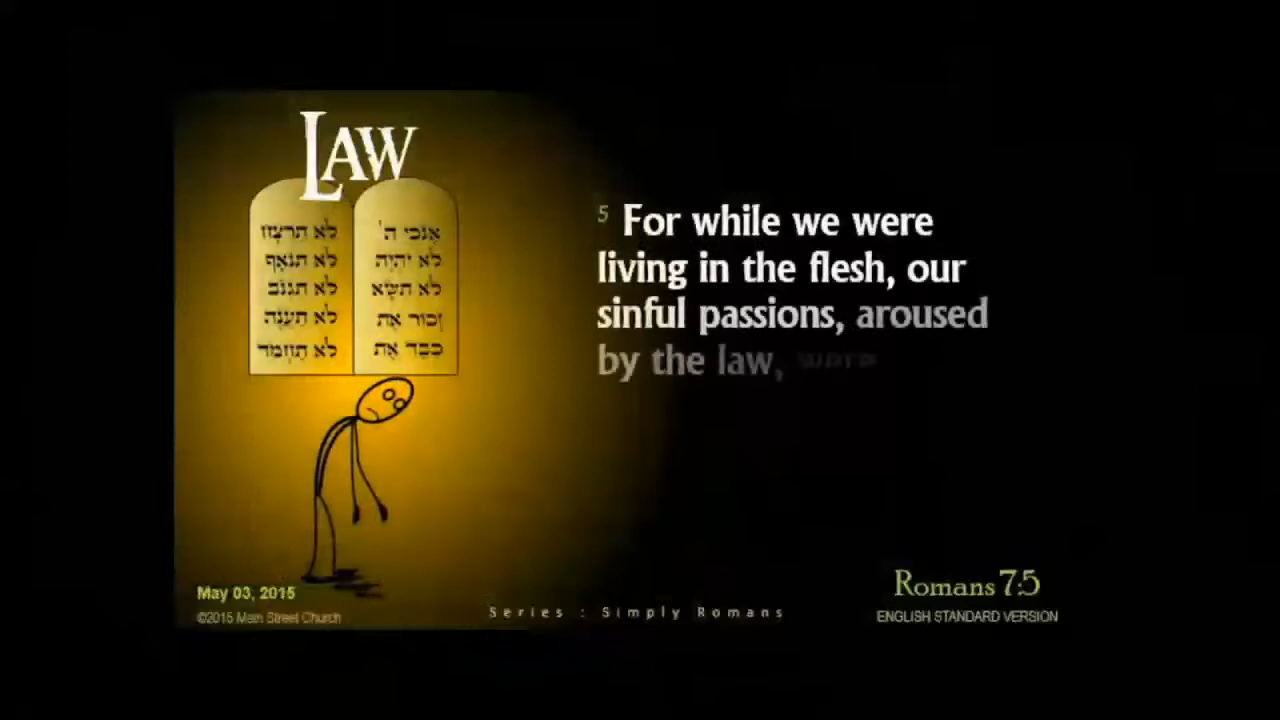 LAW
אנכי ה'
לא יהיה
לא תשא
זכור את
כבד את
לא תרצח
לא תנאף
לא תגנב
לא תענה
לא תחמד
5 For while we were
living in the flesh, our
sinful passions, aroused
by the law, were
May 03, 2015
©2015 Main Street Church
Series : Simply Romans
Romans 7:5
ENGLISH STANDARD VERSION